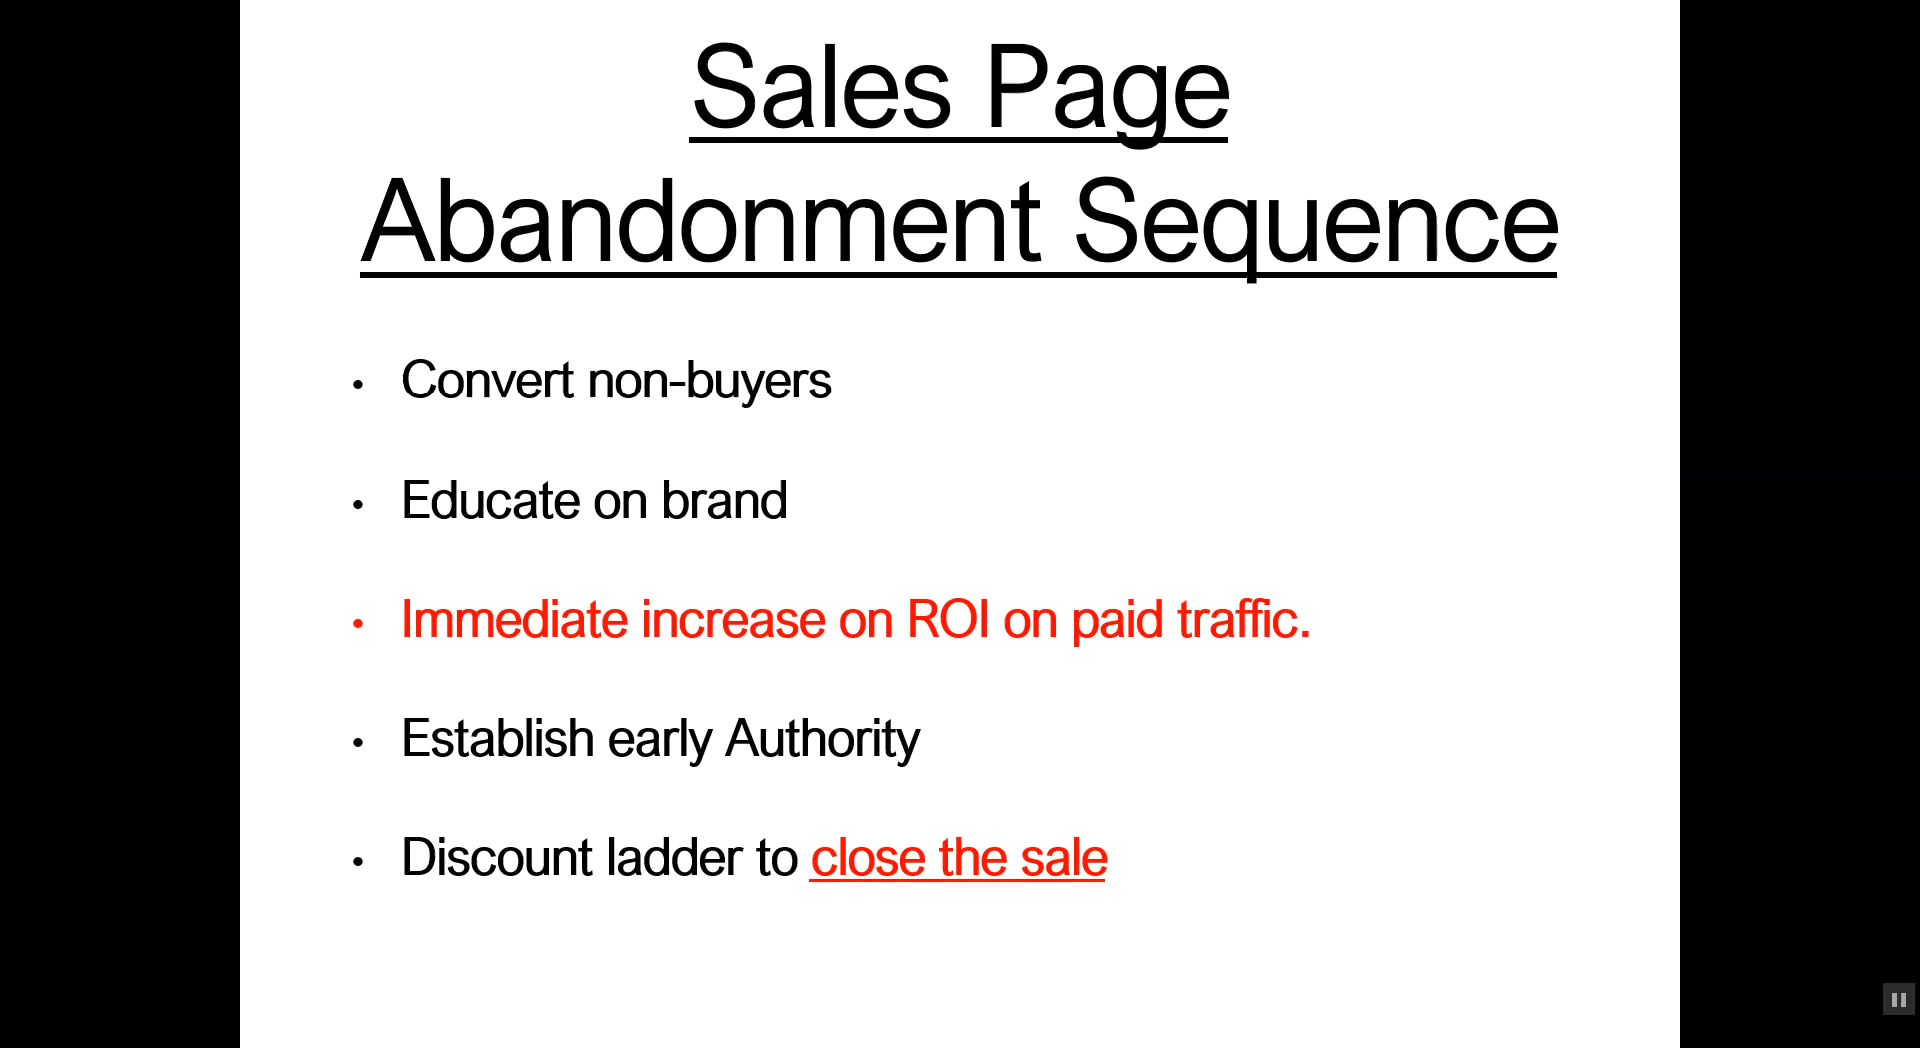 Sales Page
Abandonment Sequence
• Convert non-buyers
• Educate on brand
• Immediate increase on ROI on paid traffic.
• Establish early Authority
• Discount ladder to close the sale